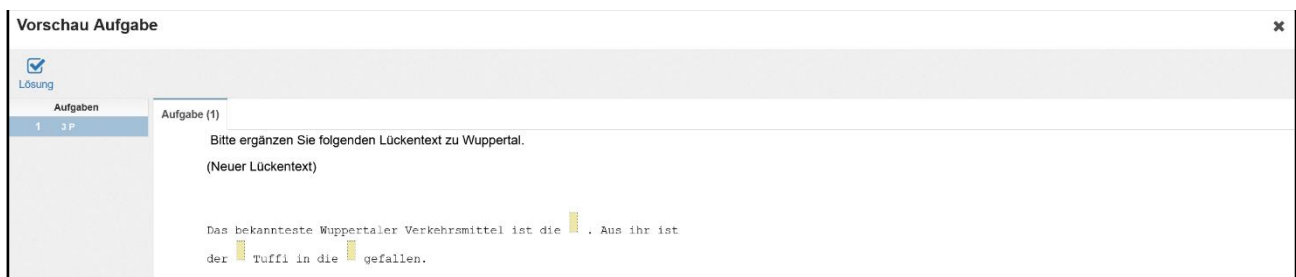 Vorschau Aufgabe
Lösung
Aufgaben
1 3 P
Aufgabe (1)
Bitte ergänzen Sie folgenden Lückentext zu Wuppertal.
(Neuer Lückentext)
Das bekannteste Wuppertaler Verkehrsmittel ist die . Aus ihr ist
der Tuffi in die gefallen.